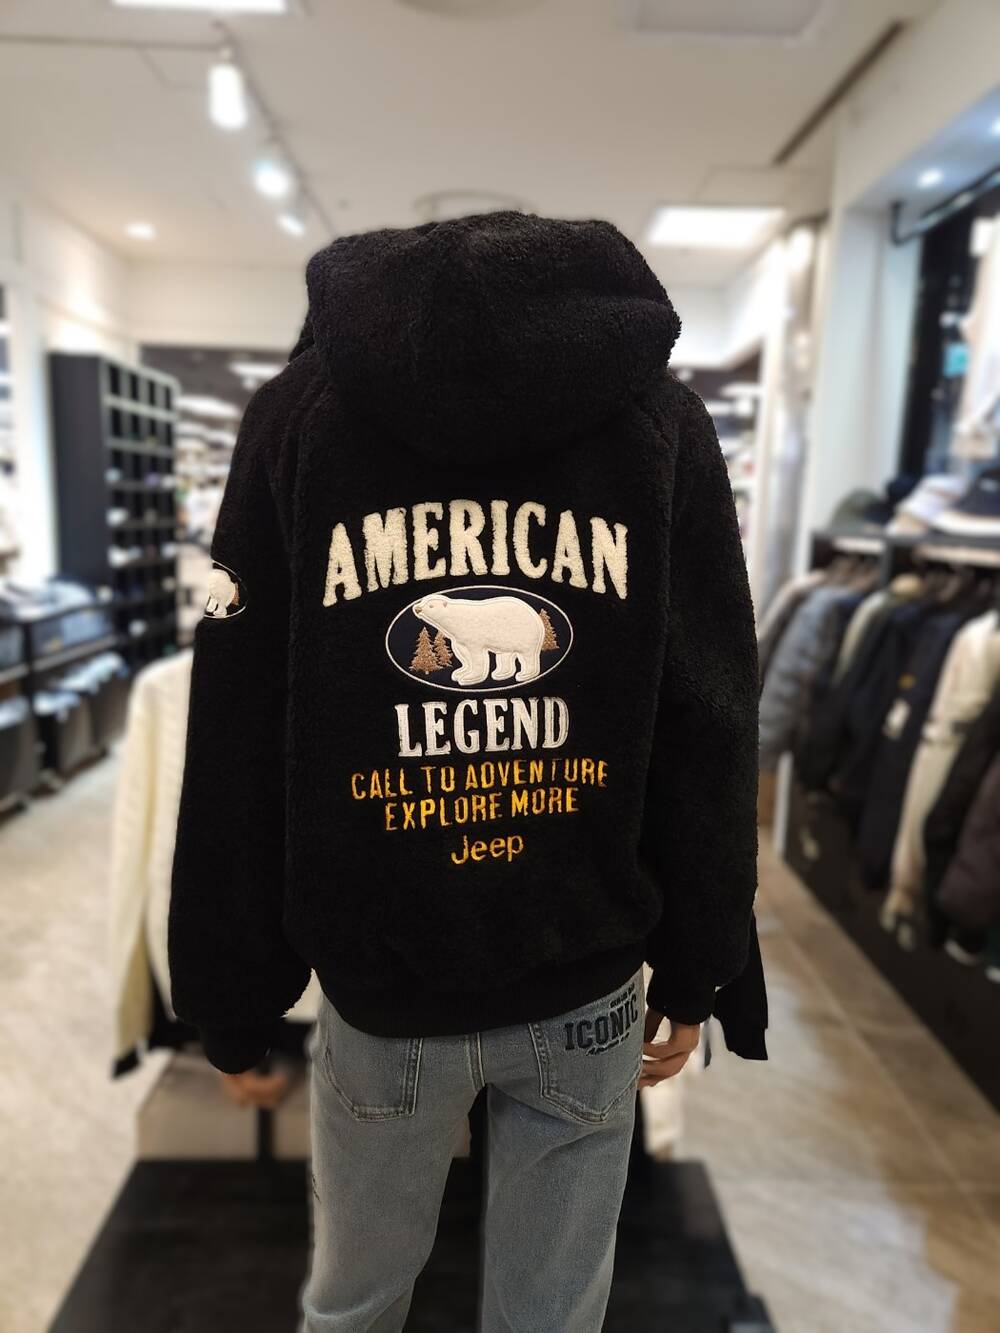 AMERICAN
LEGEND
CALL TO ADVENTURE
EXPLORE MORE
Jeep
ICONIC